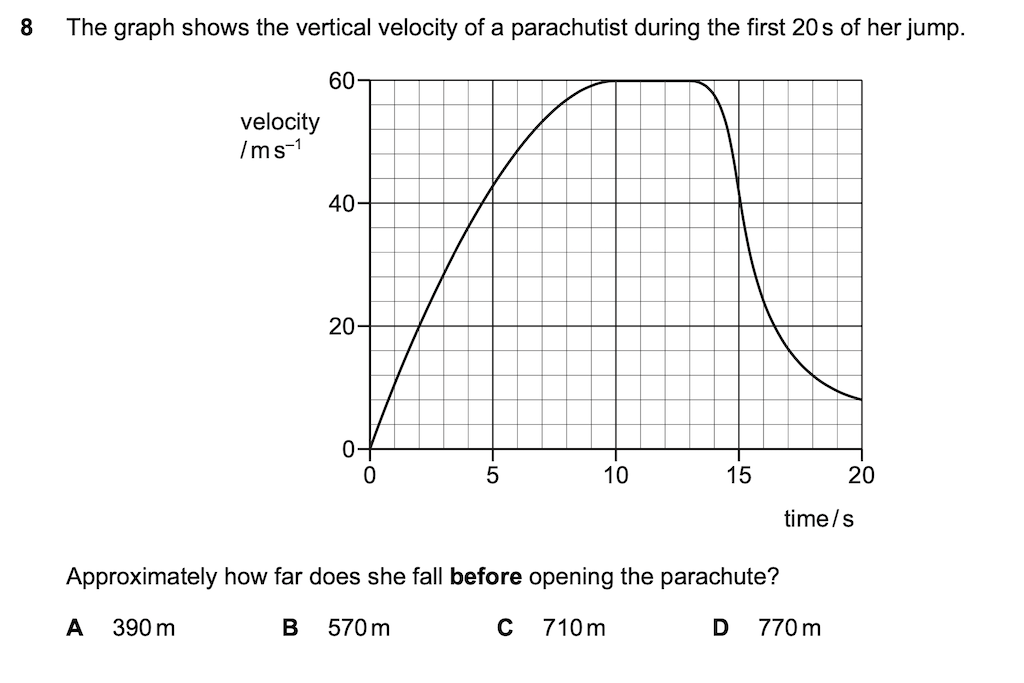 8 The graph shows the vertical velocity of a parachutist during the first 20 s of her jump.
60
velocity
/ m s⁻¹
40
20
0
0 5 10 15 20
time / s
Approximately how far does she fall before opening the parachute?
A 390 m B 570 m C 710 m D 770 m